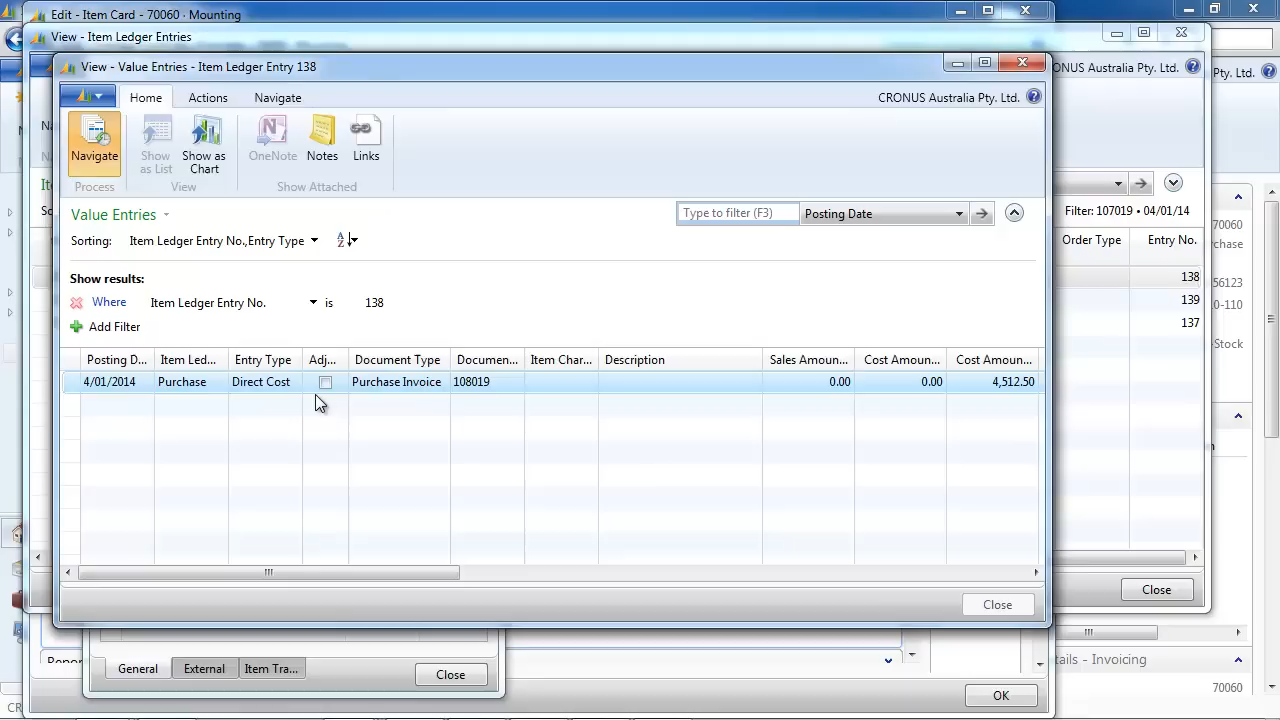 Edit - Item Card - 70060 · Mounting
View - Item Ledger Entries
View - Value Entries - Item Ledger Entry 138
Home Actions Navigate
CRONUS Australia Pty. Ltd.
CRONUS Australia Pty. Ltd.
Pty. Ltd.
Navigate
Show as List
Show as Chart
OneNote
Notes
Links
Process
View
Show Attached
Value Entries
Type to filter (F3)
Posting Date
Filter: 107019 • 04/01/14
Sorting: Item Ledger Entry No.,Entry Type
Show results:
Where Item Ledger Entry No. is 138
Add Filter
Posting D... Item Led... Entry Type Adj... Document Type Documen... Item Char... Description Sales Amoun... Cost Amoun... Cost Amoun...
4/01/2014 Purchase Direct Cost Purchase Invoice 108019 0.00 0.00 4,512.50
Order Type Entry No.
138
139
137
70060
chase
56123
0-110
-Stock
Close
Close
General External Item Tra...
Close
tails - Invoicing
70060
OK
CR